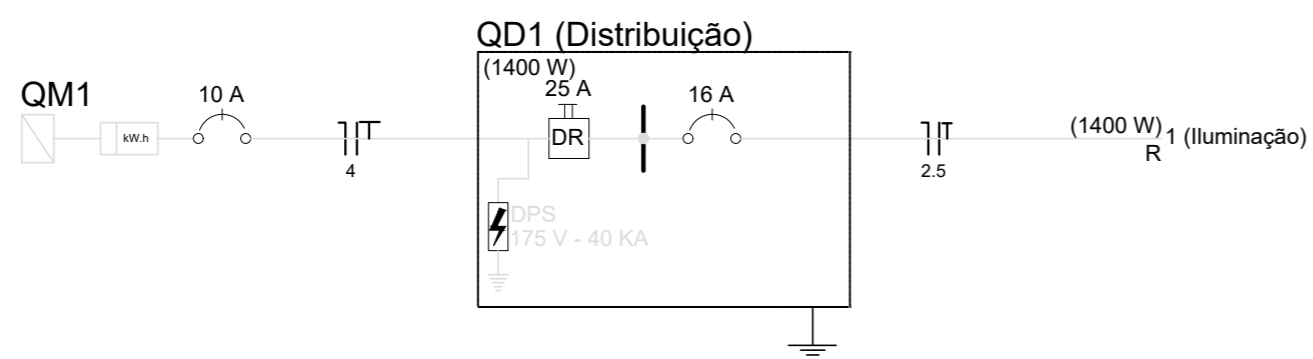 QD1 (Distribuição)
(1400 W)
25 A
QM1
10 A
16 A
kW.h
DR
4
2.5
(1400 W)
R
1 (Iluminação)
DPS
175 V - 40 KA